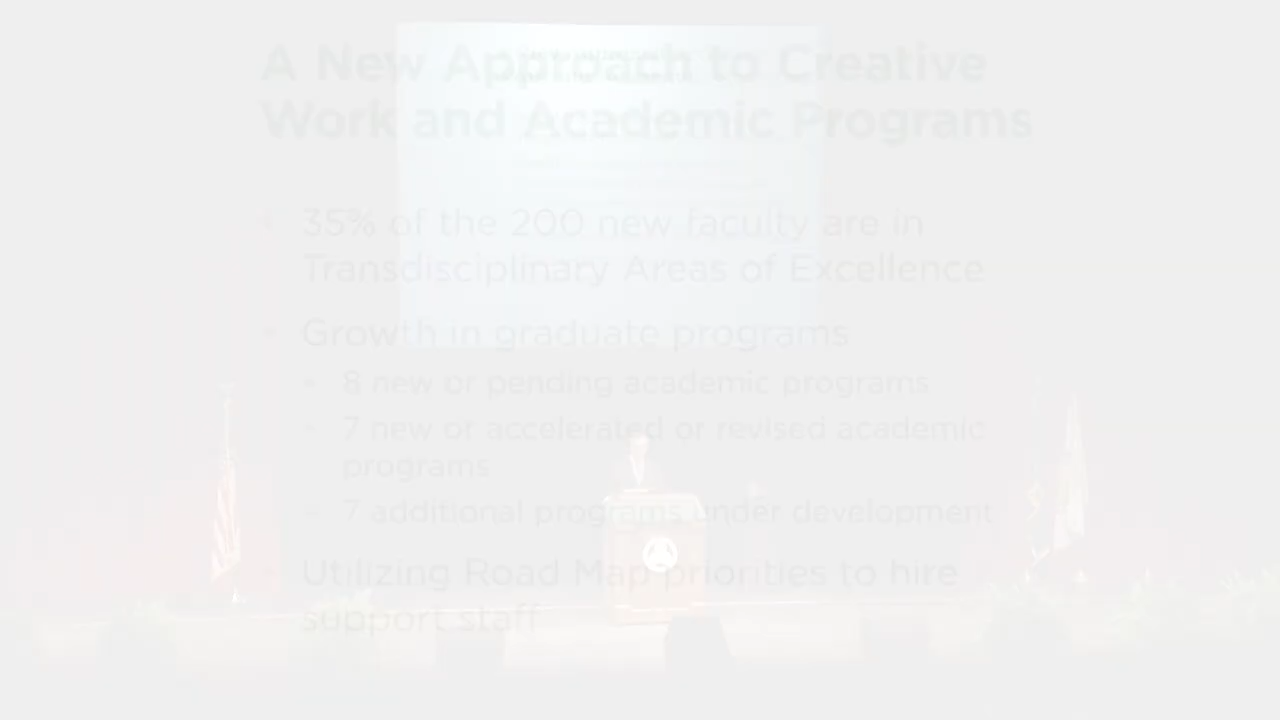 A New Approach to Creative
Work and Academic Programs
35% of the 200 new faculty are in
Transdisciplinary Areas of Excellence
Growth in graduate programs
8 new or pending academic programs
7 new or accelerated or revised academic
programs
7 additional programs under development
Utilizing Road Map priorities to hire
support staff